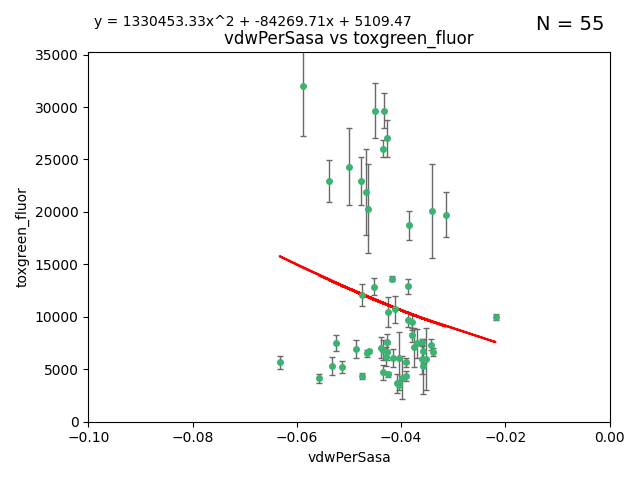 y = 1330453.33x^2 + -84269.71x + 5109.47
N = 55
vdwPerSasa vs toxgreen_fluor
35000
30000
25000
20000
15000
10000
5000
0
toxgreen_fluor
−0.10 −0.08 −0.06 −0.04 −0.02 0.00
vdwPerSasa